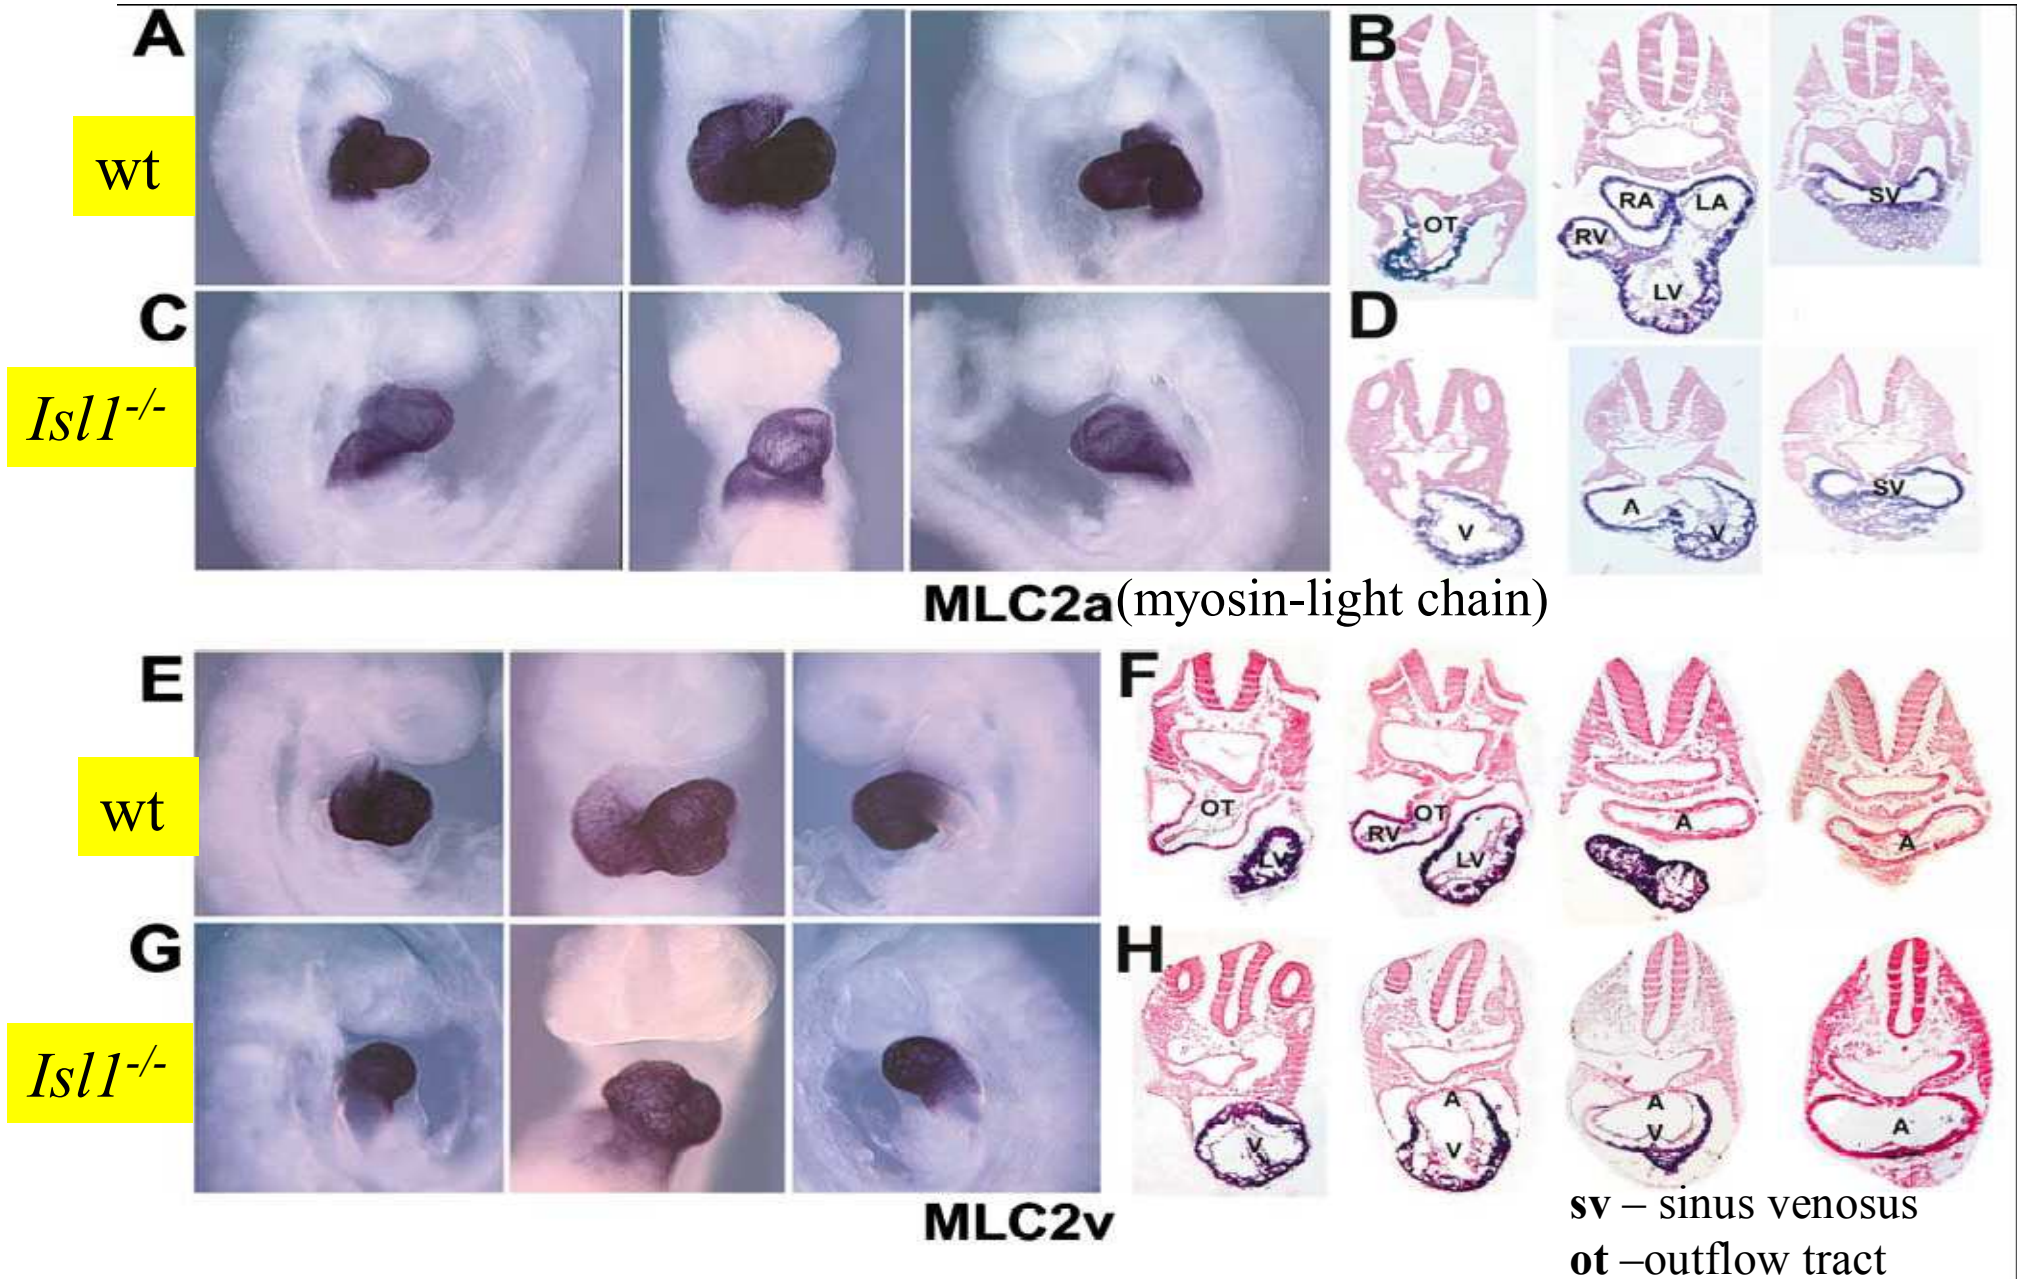 A
B
wt
OT
RA
LA
RV
LV
SV
C
D
Isl1-/-
V
A
V
SV
MLC2a(myosin-light chain)
E
F
wt
OT
LV
RV
OT
LV
A
A
G
H
Isl1-/-
V
A
V
A
V
A
MLC2v
sv – sinus venosus
ot –outflow tract